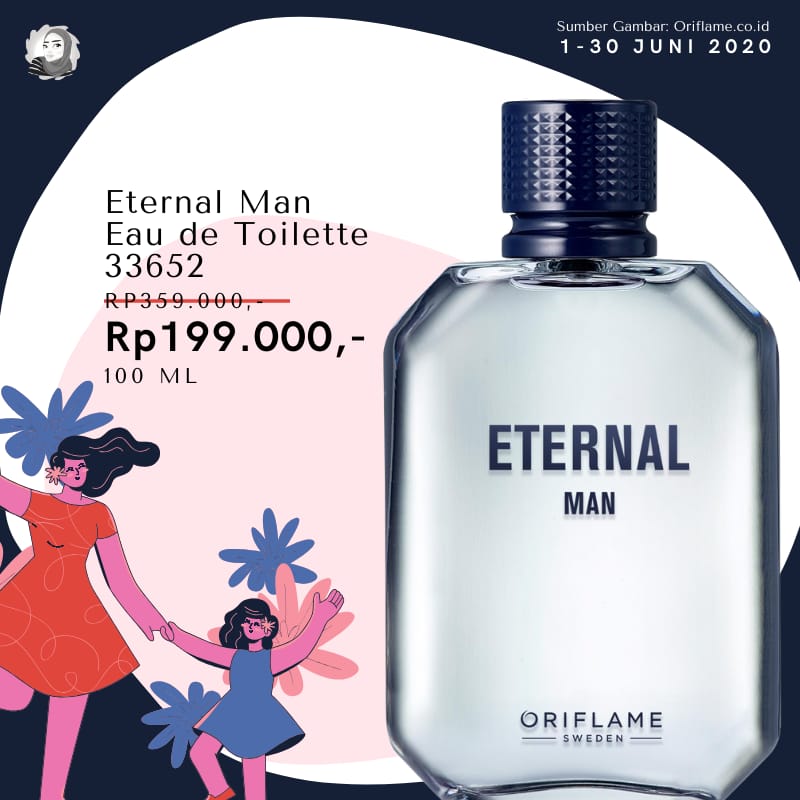 Sumber Gambar: Oriflame.co.id
1-30 JUNI 2020
Eternal Man
Eau de Toilette
33652
RP359.000,-
Rp199.000,-
100 ML
ETERNAL
MAN
ORIFLAME
SWEDEN